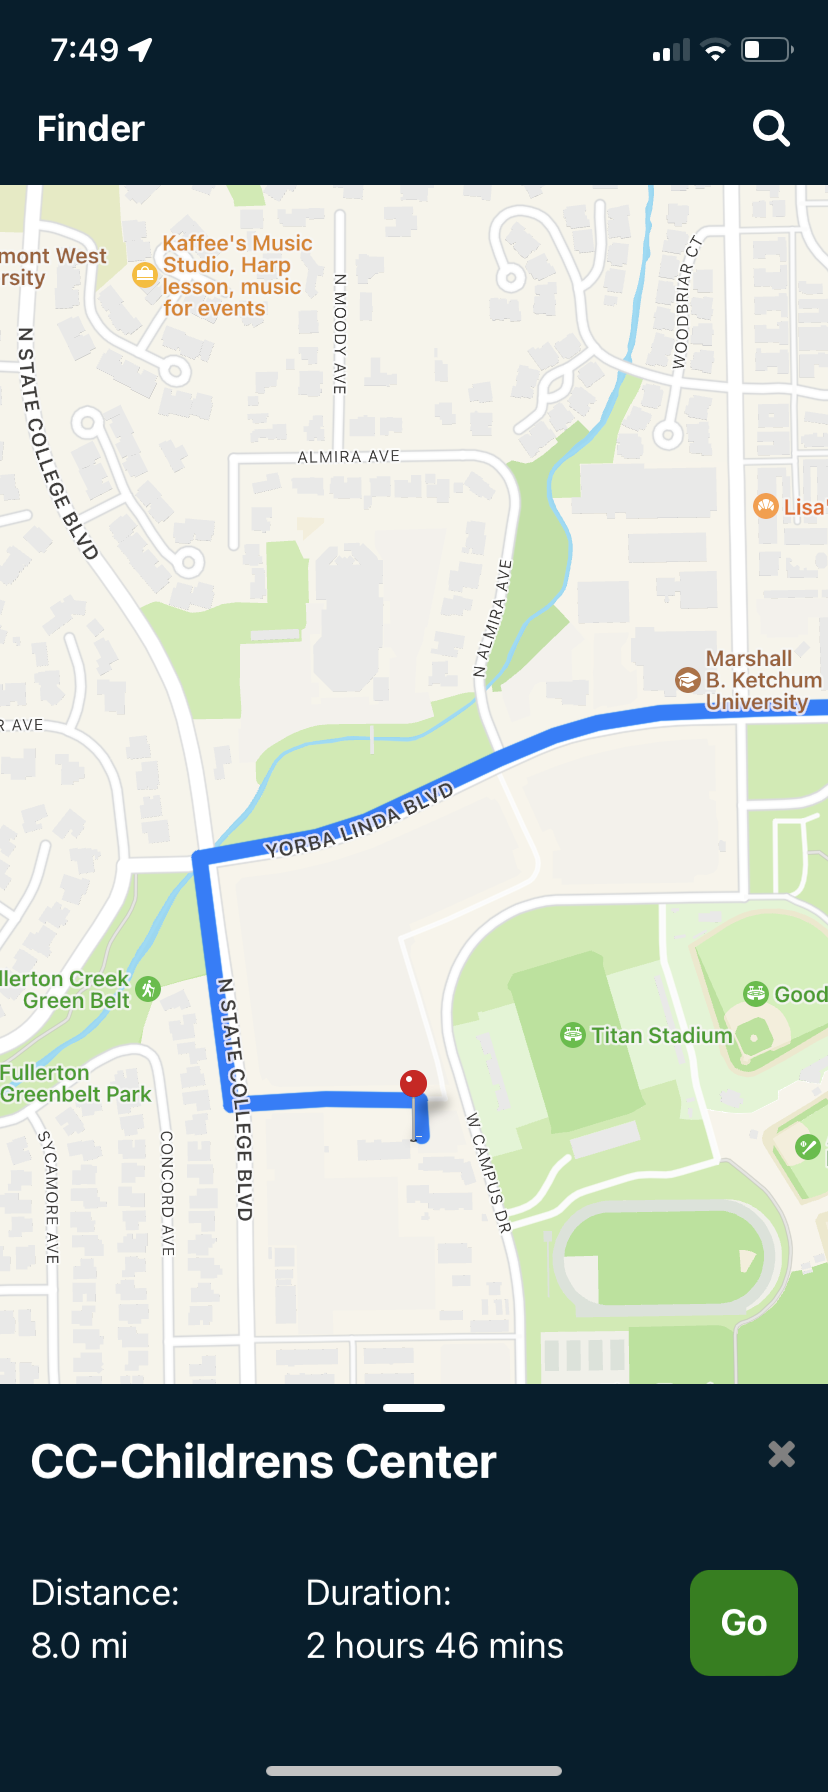 7:49
Finder
mont West
rsity
Kaffee's Music
Studio, Harp
lesson, music
for events
N MOODY AVE
WOODBRIAR CT
N STATE COLLEGE BLVD
ALMIRA AVE
Lisa'
N ALMIRA AVE
Marshall
B. Ketchum
University
R AVE
YORBA LINDA BLVD
llerton Creek
Green Belt
N STATE COLLEGE BLVD
Good
Titan Stadium
Fullerton
Greenbelt Park
SYCAMORE AVE
CONCORD AVE
W CAMPUS DR
CC-Childrens Center
Distance:
8.0 mi
Duration:
2 hours 46 mins
Go